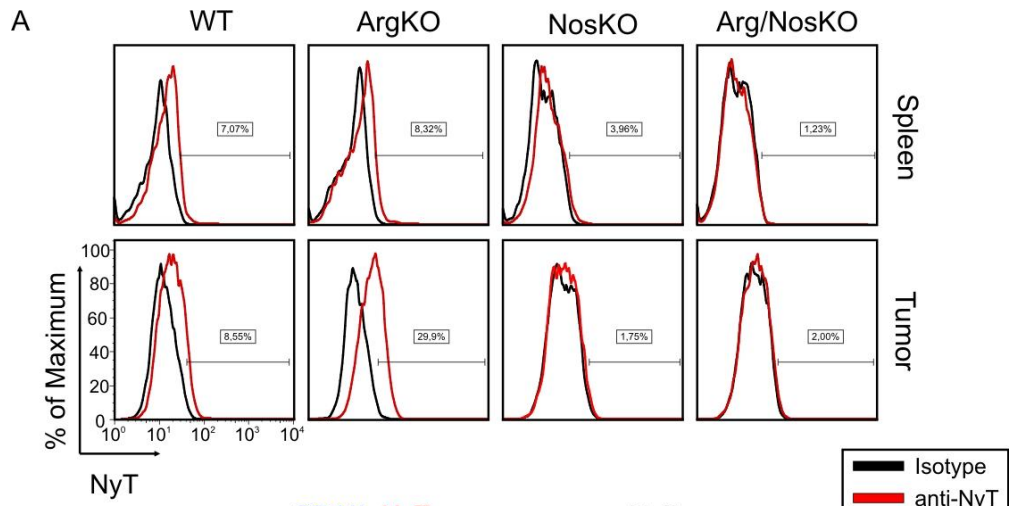 A
WT
ArgKO
NosKO
Arg/NosKO
7,07%
8,32%
3,96%
1,23%
Spleen
100
80
60
40
20
0
8,55%
29,9%
1,75%
2,00%
Tumor
% of Maximum
10⁰ 10¹ 10² 10³ 10⁴
NyT
Isotype
anti-NyT